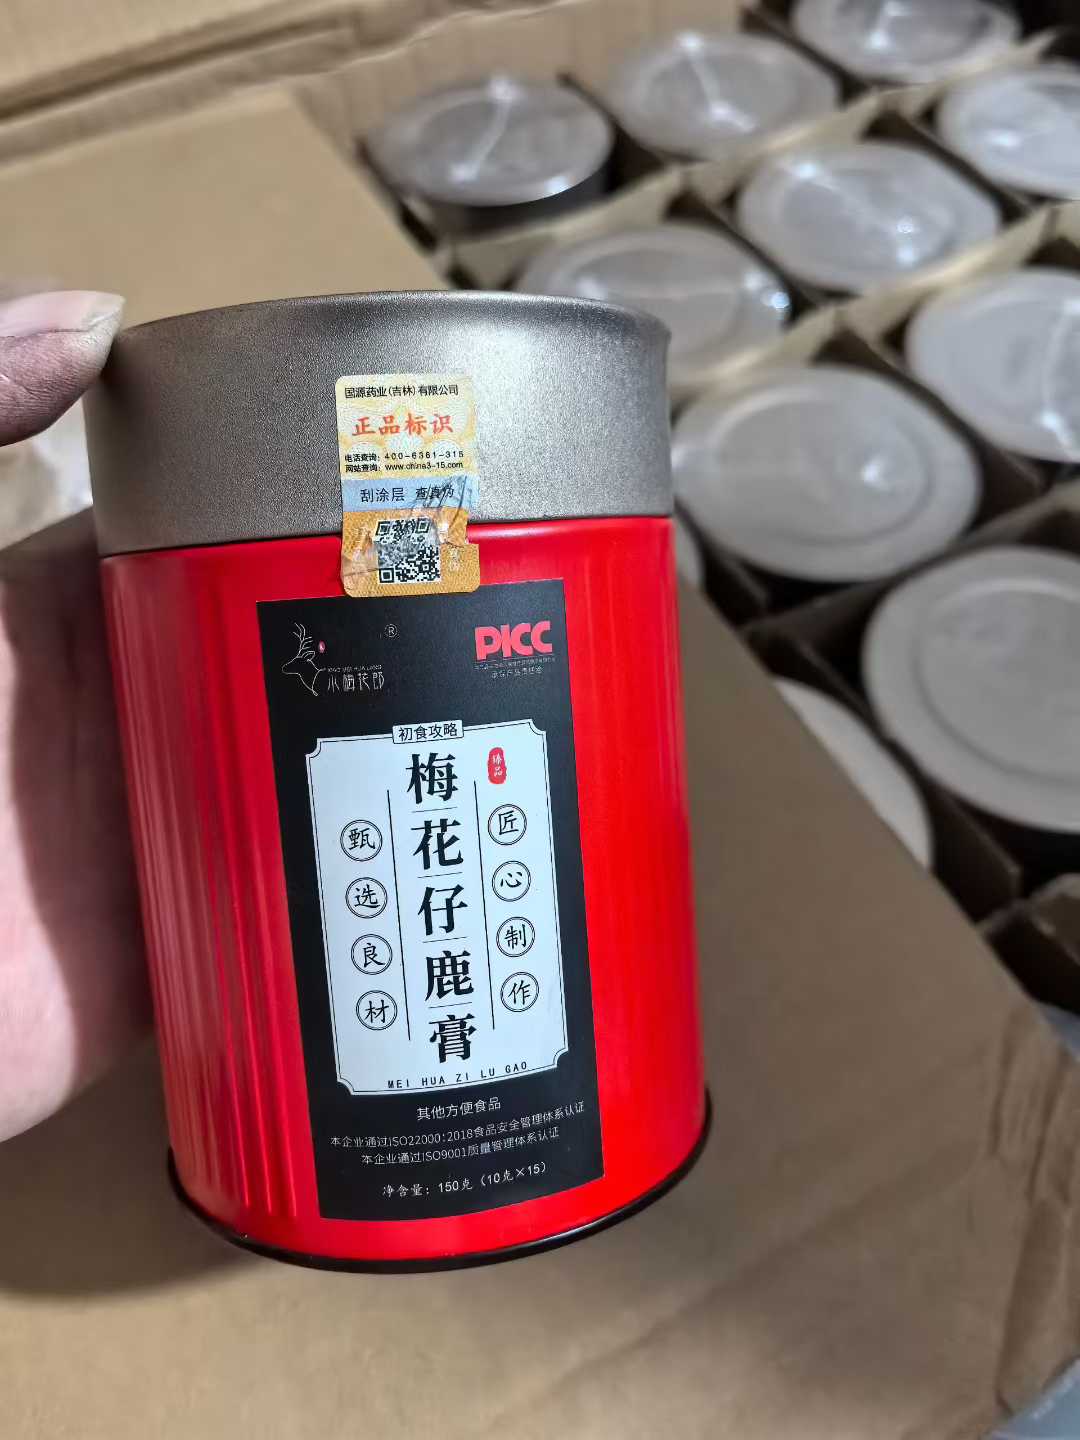 国源药业(吉林)有限公司
正品标识
电话查询: 400-6361-315
网站查询: www.china3-15.com
刮涂层 查真伪
®
XIAO MEI HUA LANG
小梅花郎
PICC
初食攻略
臻品
梅花仔鹿膏
甄选良材
匠心制作
MEI HUA ZI LU GAO
其他方便食品
本企业通过ISO22000:2018食品安全管理体系认证
本企业通过ISO9001质量管理体系认证
净含量: 150克 (10克×15)